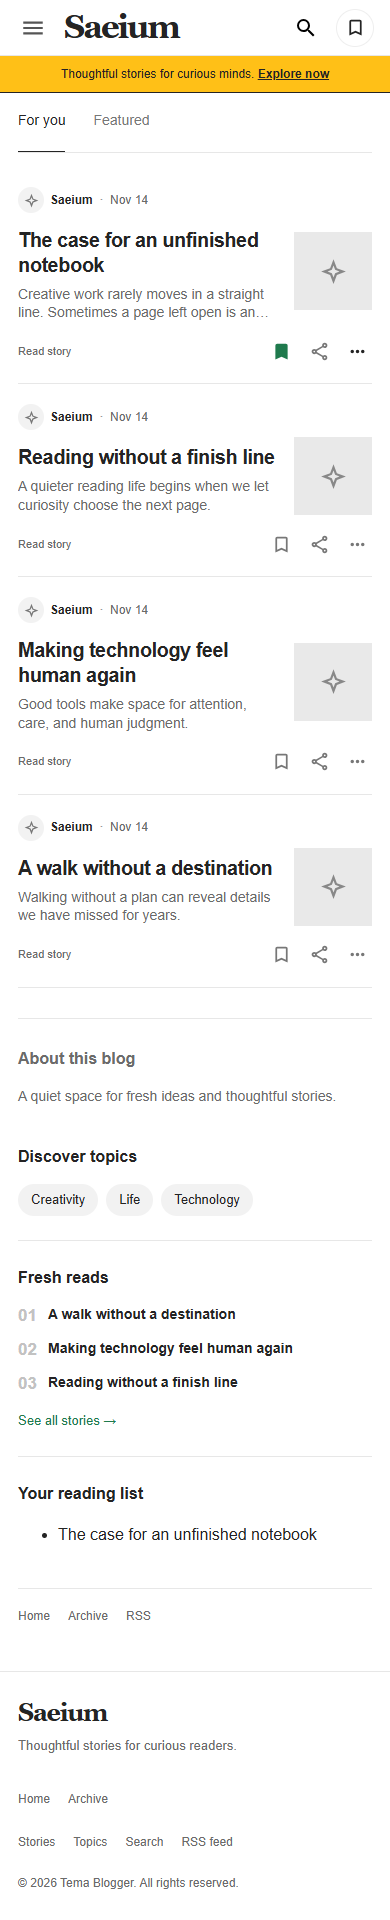 Saeium
Thoughtful stories for curious minds. Explore now
For you Featured
Saeium · Nov 14
The case for an unfinished
notebook
Creative work rarely moves in a straight
line. Sometimes a page left open is an...
Read story
Saeium · Nov 14
Reading without a finish line
A quieter reading life begins when we let
curiosity choose the next page.
Read story
Saeium · Nov 14
Making technology feel
human again
Good tools make space for attention,
care, and human judgment.
Read story
Saeium · Nov 14
A walk without a destination
Walking without a plan can reveal details
we have missed for years.
Read story
About this blog
A quiet space for fresh ideas and thoughtful stories.
Discover topics
Creativity Life Technology
Fresh reads
01 A walk without a destination
02 Making technology feel human again
03 Reading without a finish line
See all stories →
Your reading list
• The case for an unfinished notebook
Home Archive RSS
Saeium
Thoughtful stories for curious readers.
Home Archive
Stories Topics Search RSS feed
© 2026 Tema Blogger. All rights reserved.